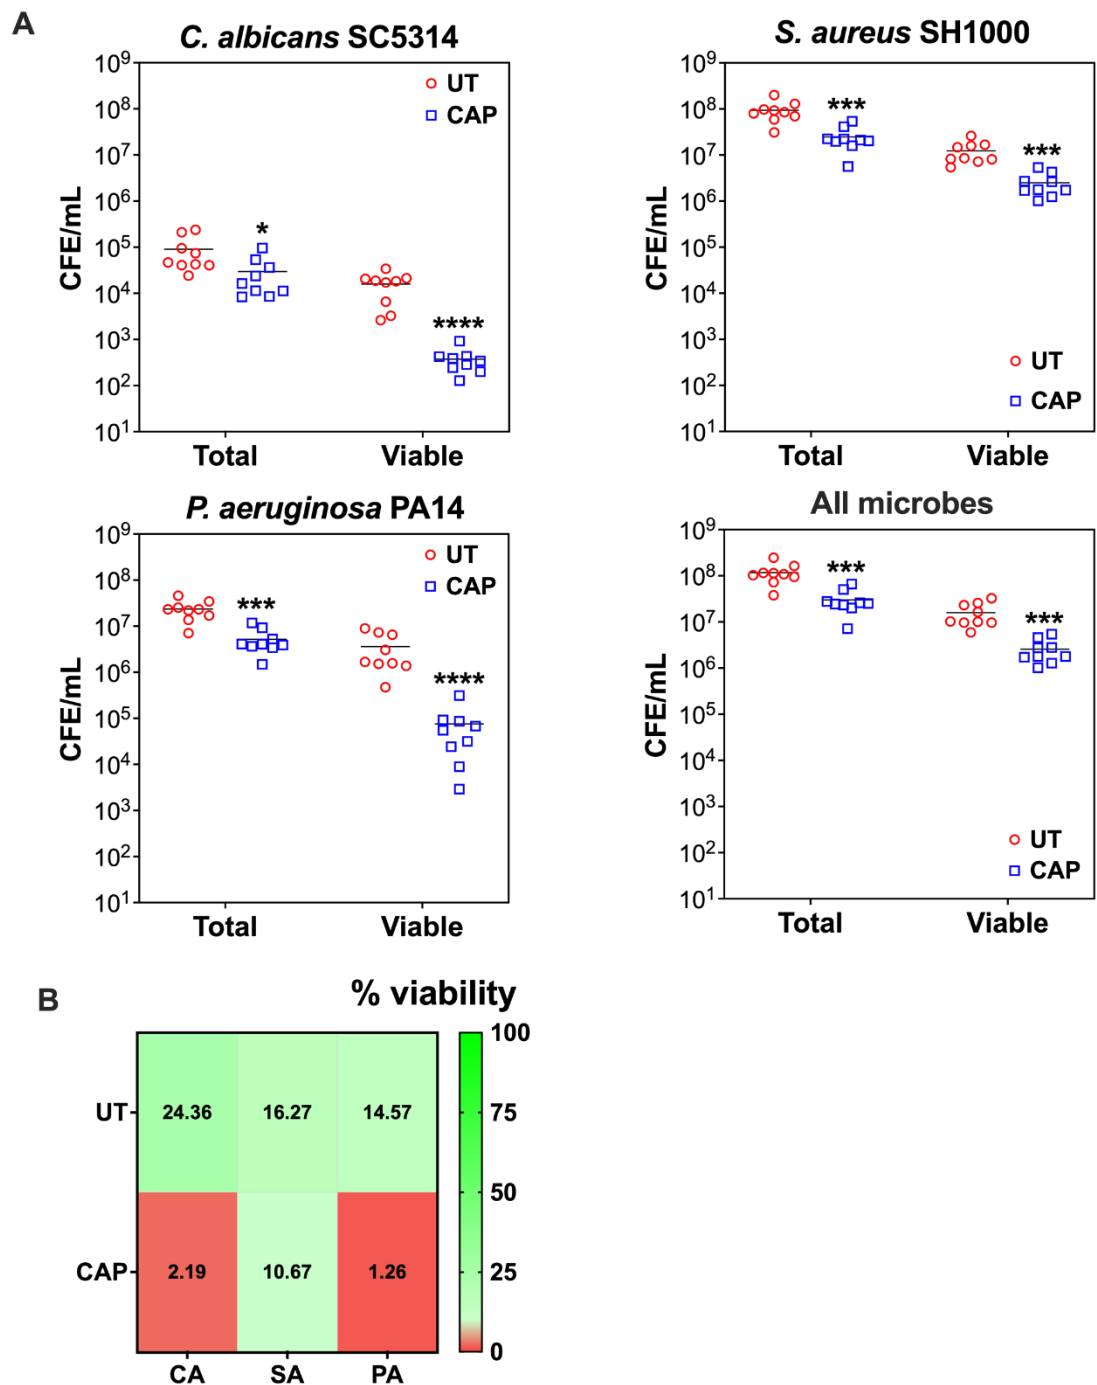 A
C. albicans SC5314
10⁹
10⁸
10⁷
10⁶
10⁵
10⁴
10³
10²
10¹
CFE/mL
UT
CAP
*
****
Total Viable
S. aureus SH1000
10⁹
10⁸
10⁷
10⁶
10⁵
10⁴
10³
10²
10¹
CFE/mL
***
***
UT
CAP
Total Viable
P. aeruginosa PA14
10⁹
10⁸
10⁷
10⁶
10⁵
10⁴
10³
10²
10¹
CFE/mL
UT
CAP
***
****
Total Viable
All microbes
10⁹
10⁸
10⁷
10⁶
10⁵
10⁴
10³
10²
10¹
CFE/mL
***
***
UT
CAP
Total Viable
B
% viability
UT 24.36 16.27 14.57
CAP 2.19 10.67 1.26
CA SA PA
100
75
50
25
0